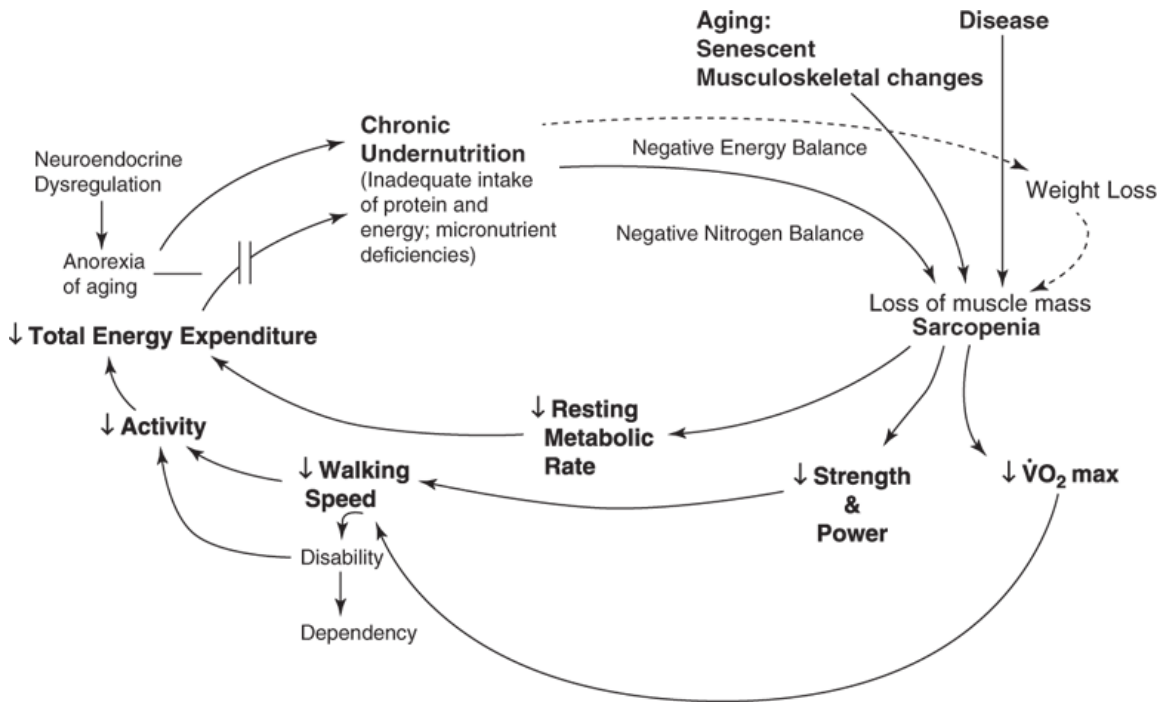 Aging:
Senescent
Musculoskeletal changes
Disease
Chronic
Undernutrition
(Inadequate intake
of protein and
energy; micronutrient
deficiencies)
Negative Energy Balance
Neuroendocrine
Dysregulation
Weight Loss
Negative Nitrogen Balance
Anorexia
of aging
Loss of muscle mass
Sarcopenia
↓ Total Energy Expenditure
↓ Resting
Metabolic
Rate
↓ Activity
↓ Walking
Speed
↓ Strength
&
Power
↓ V̇O₂ max
Disability
Dependency